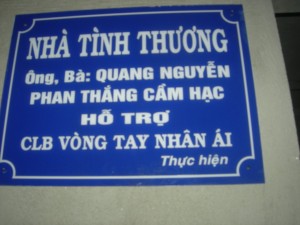 NHÀ TÌNH THƯƠNG
Ông, Bà: QUANG NGUYỄN
PHAN THẮNG CẨM HẠC
HỖ TRỢ
CLB VÒNG TAY NHÂN ÁI
Thực hiện